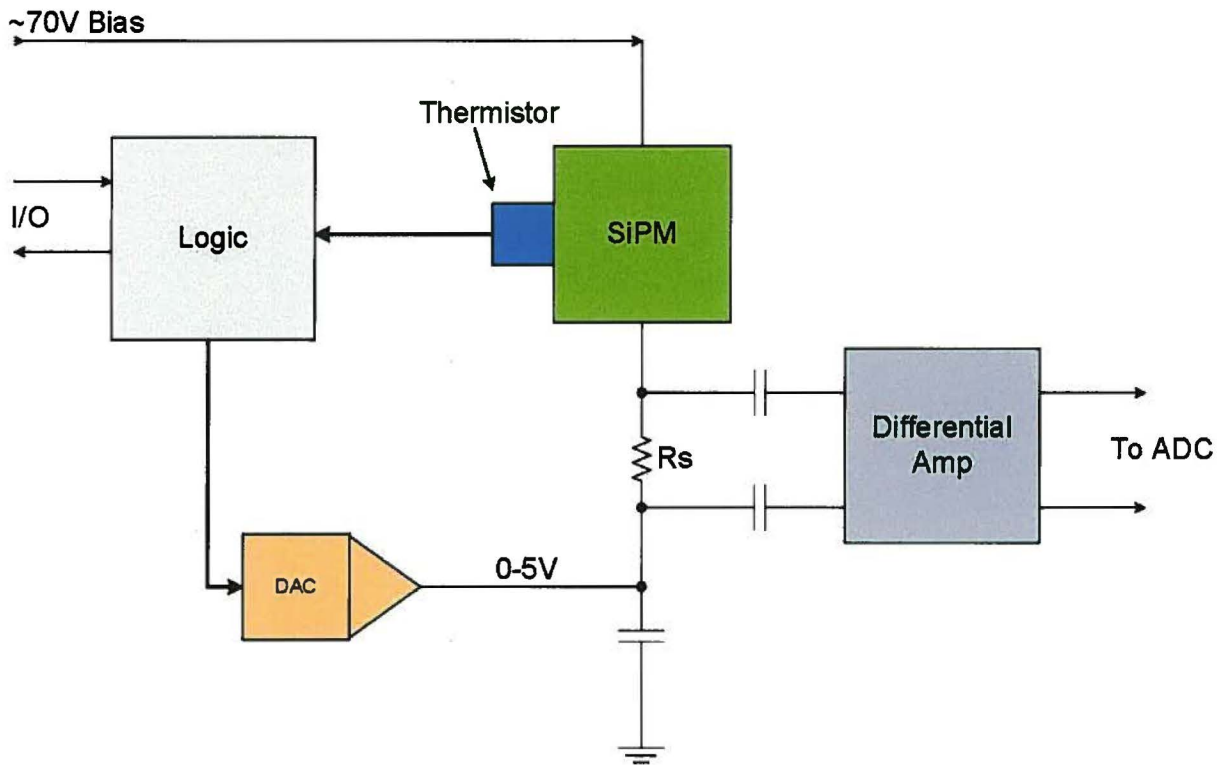 ~70V Bias
Thermistor
I/O
Logic
SiPM
Rs
Differential
Amp
To ADC
DAC
0-5V